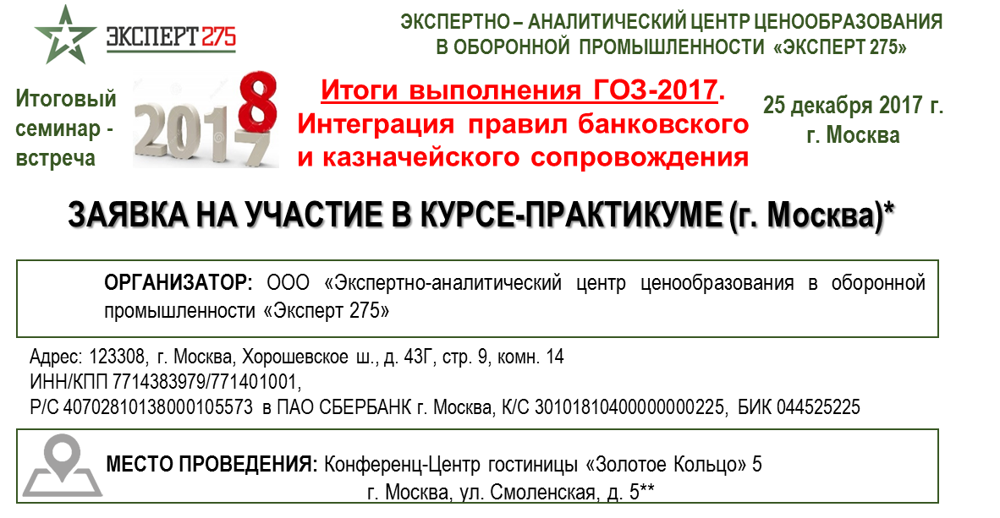 ЭКСПЕРТ 275
ЭКСПЕРТНО – АНАЛИТИЧЕСКИЙ ЦЕНТР ЦЕНООБРАЗОВАНИЯ
В ОБОРОННОЙ ПРОМЫШЛЕННОСТИ «ЭКСПЕРТ 275»
Итоговый
семинар -
встреча
2017
8
Итоги выполнения ГОЗ-2017.
Интеграция правил банковского
и казначейского сопровождения
25 декабря 2017 г.
г. Москва
ЗАЯВКА НА УЧАСТИЕ В КУРСЕ-ПРАКТИКУМЕ (г. Москва)*
ОРГАНИЗАТОР: ООО «Экспертно-аналитический центр ценообразования в оборонной
промышленности «Эксперт 275»
Адрес: 123308, г. Москва, Хорошевское ш., д. 43Г, стр. 9, комн. 14
ИНН/КПП 7714383979/771401001,
Р/С 40702810138000105573 в ПАО СБЕРБАНК г. Москва, К/С 30101810400000000225, БИК 044525225
МЕСТО ПРОВЕДЕНИЯ: Конференц-Центр гостиницы «Золотое Кольцо» 5
г. Москва, ул. Смоленская, д. 5**